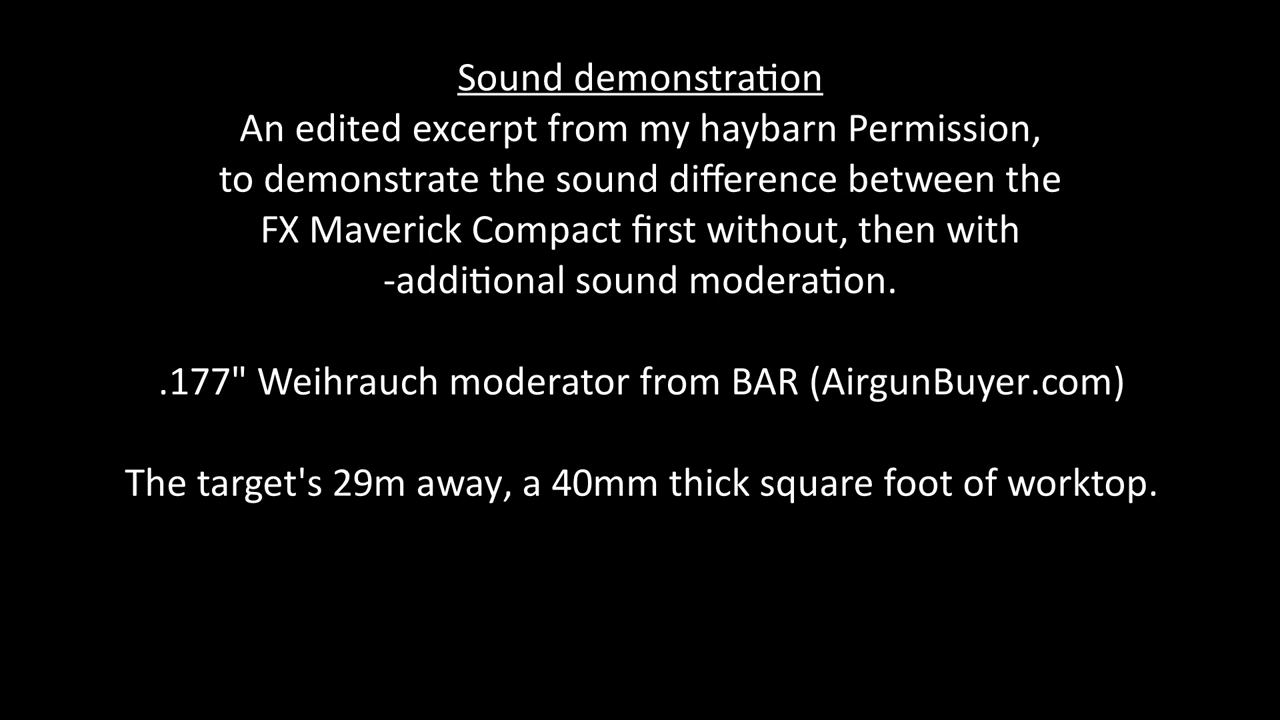 Sound demonstration
An edited excerpt from my haybarn Permission,
to demonstrate the sound difference between the
FX Maverick Compact first without, then with
-additional sound moderation.
.177" Weihrauch moderator from BAR (AirgunBuyer.com)
The target's 29m away, a 40mm thick square foot of worktop.